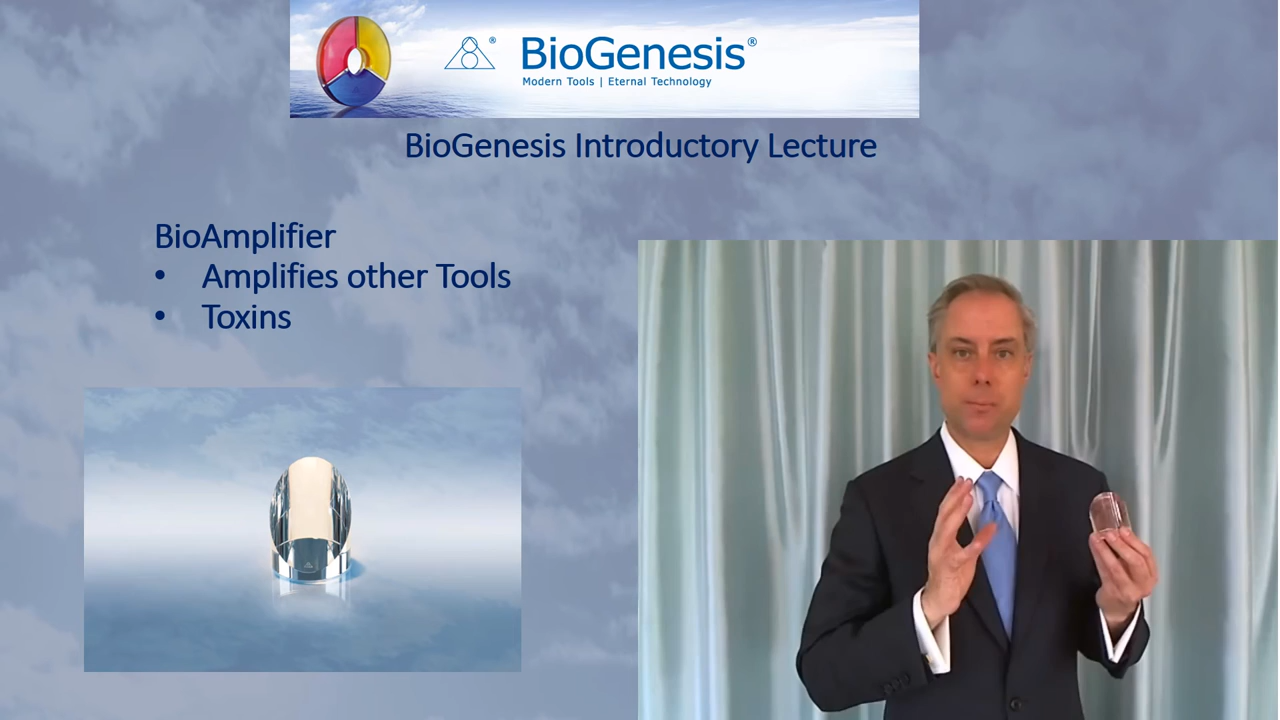 BioGenesis®
®
Modern Tools | Eternal Technology
BioGenesis Introductory Lecture
BioAmplifier
• Amplifies other Tools
• Toxins